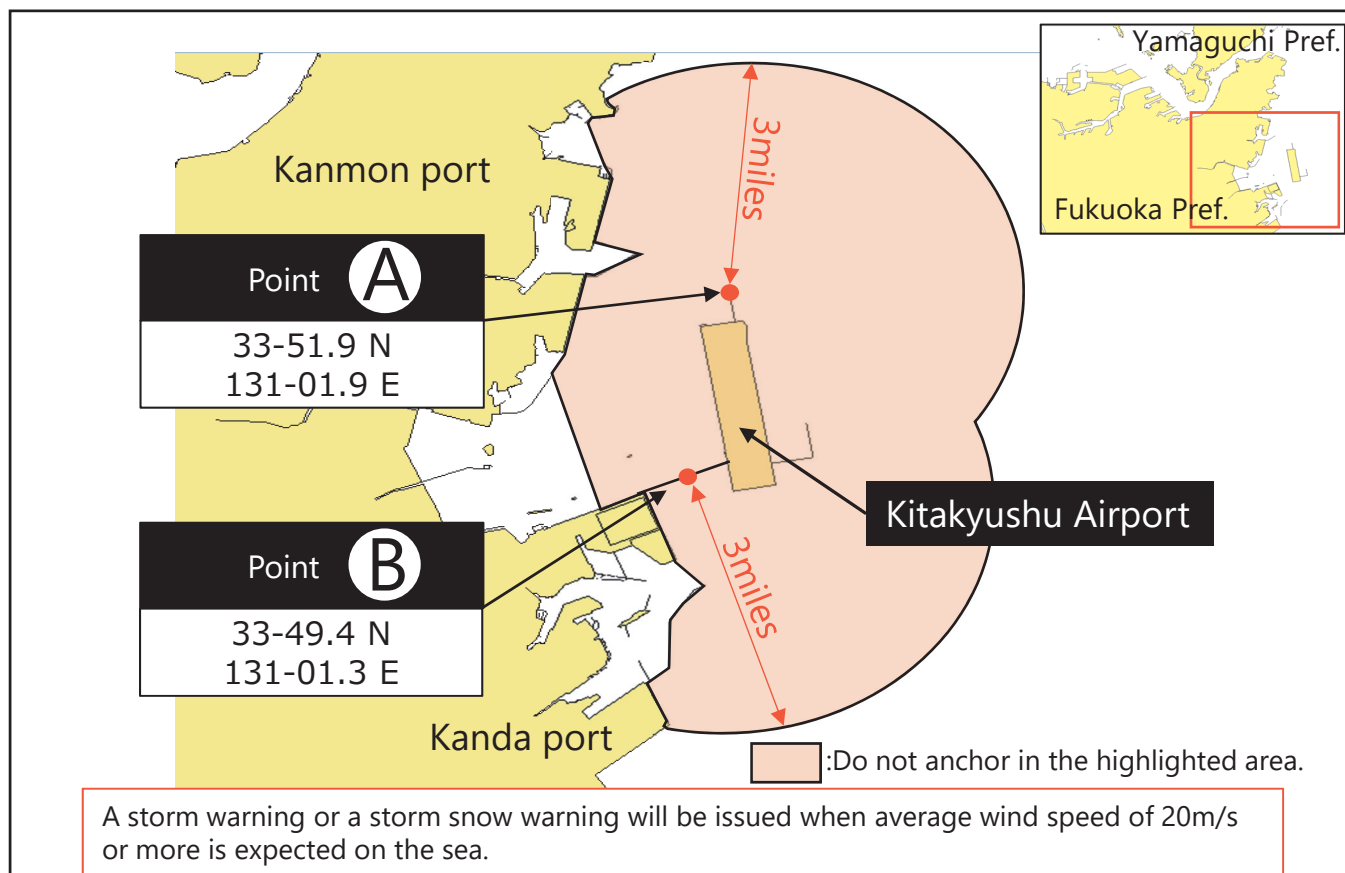 Yamaguchi Pref.
Fukuoka Pref.
Kanmon port
3miles
Point A
33-51.9 N
131-01.9 E
Kitakyushu Airport
Point B
33-49.4 N
131-01.3 E
3miles
Kanda port
:Do not anchor in the highlighted area.
A storm warning or a storm snow warning will be issued when average wind speed of 20m/s
or more is expected on the sea.